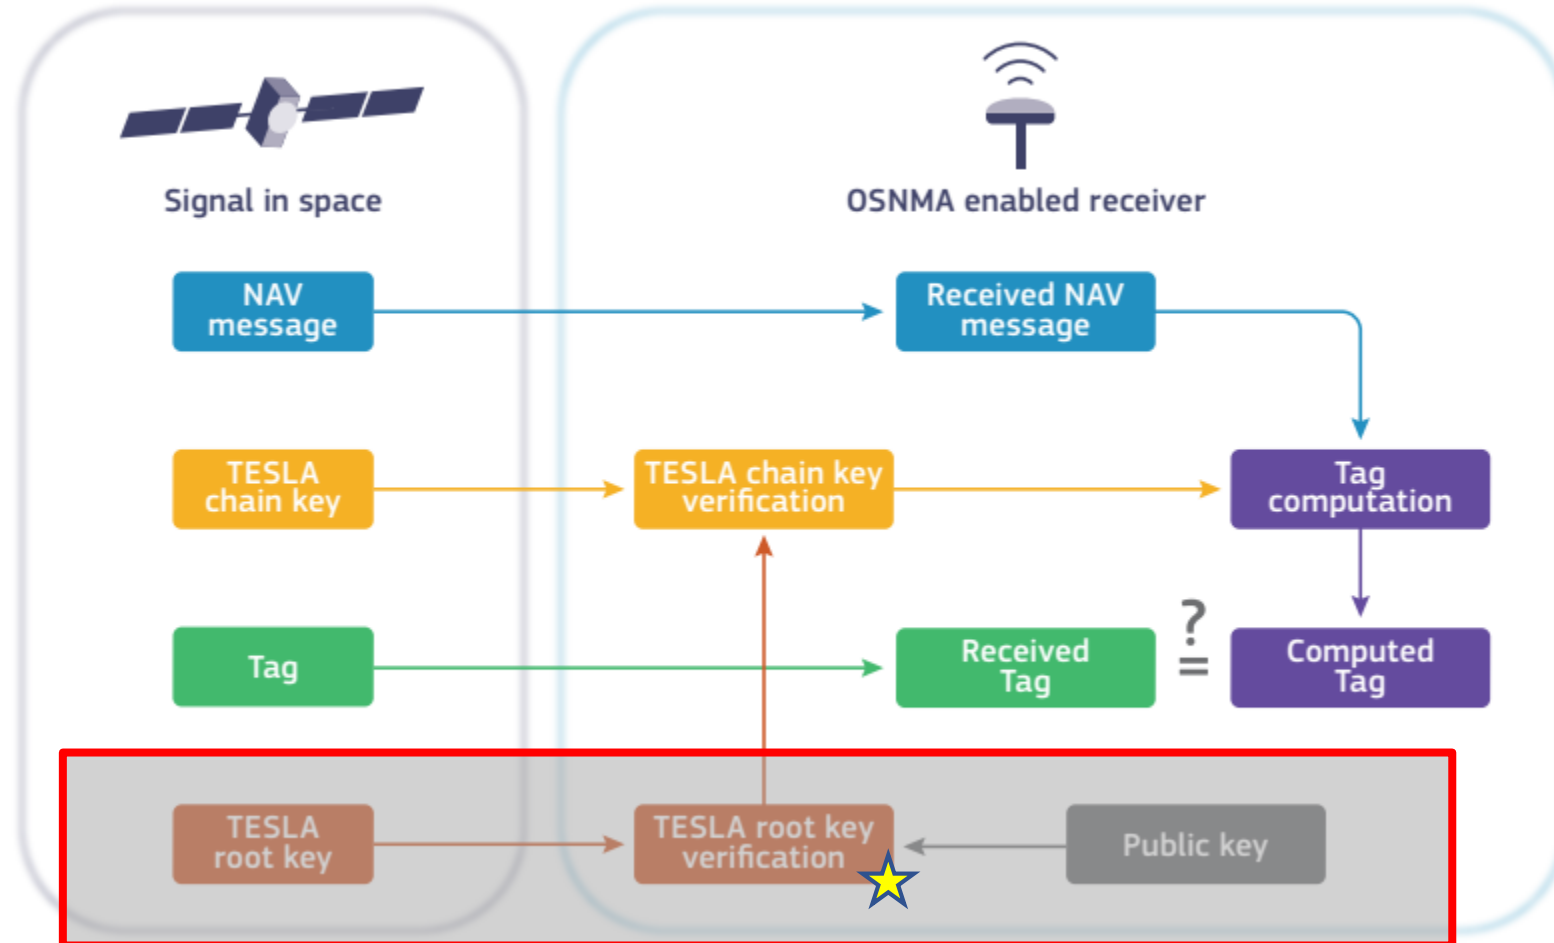 Signal in space
OSNMA enabled receiver
NAV
message
Received NAV
message
TESLA
chain key
TESLA chain key
verification
Tag
computation
Tag
Received
Tag
?
=
Computed
Tag
TESLA
root key
TESLA root key
verification
Public key